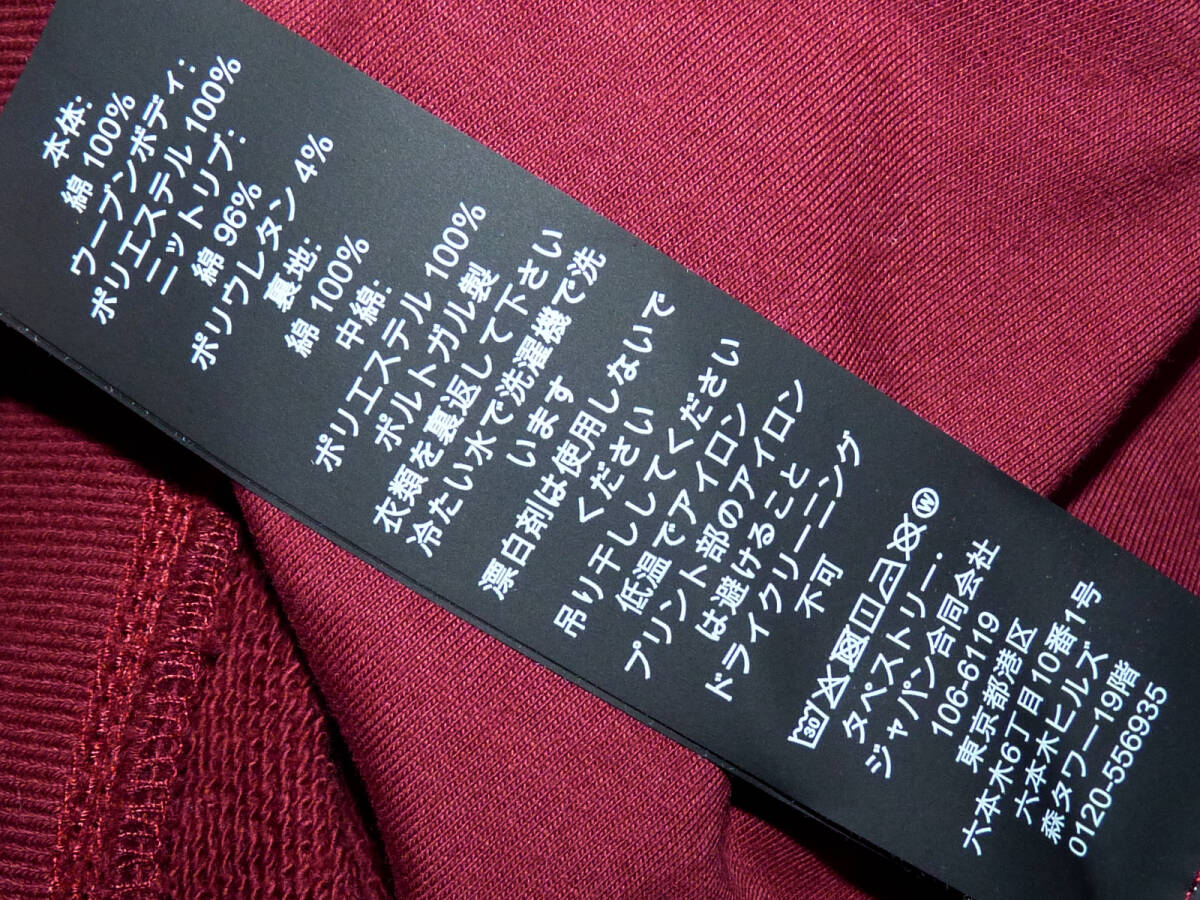 本体:
綿 100%
ウーブンボディ:
ポリエステル 100%
ニットリブ:
綿 96%
ポリウレタン 4%
裏地:
綿 100%
中綿:
ポリエステル 100%
ポルトガル製
衣類を裏返して下さい
冷たい水で洗濯機で洗
います
漂白剤は使用しないで
ください
吊り干ししてください
低温でアイロン
プリント部のアイロン
は避けること
ドライクリーニング
不可
30 W
タペストリー・
ジャパン合同会社
106-6119
東京都港区
六本木6丁目10番1号
六本木ヒルズ
森タワー19階
0120-556935